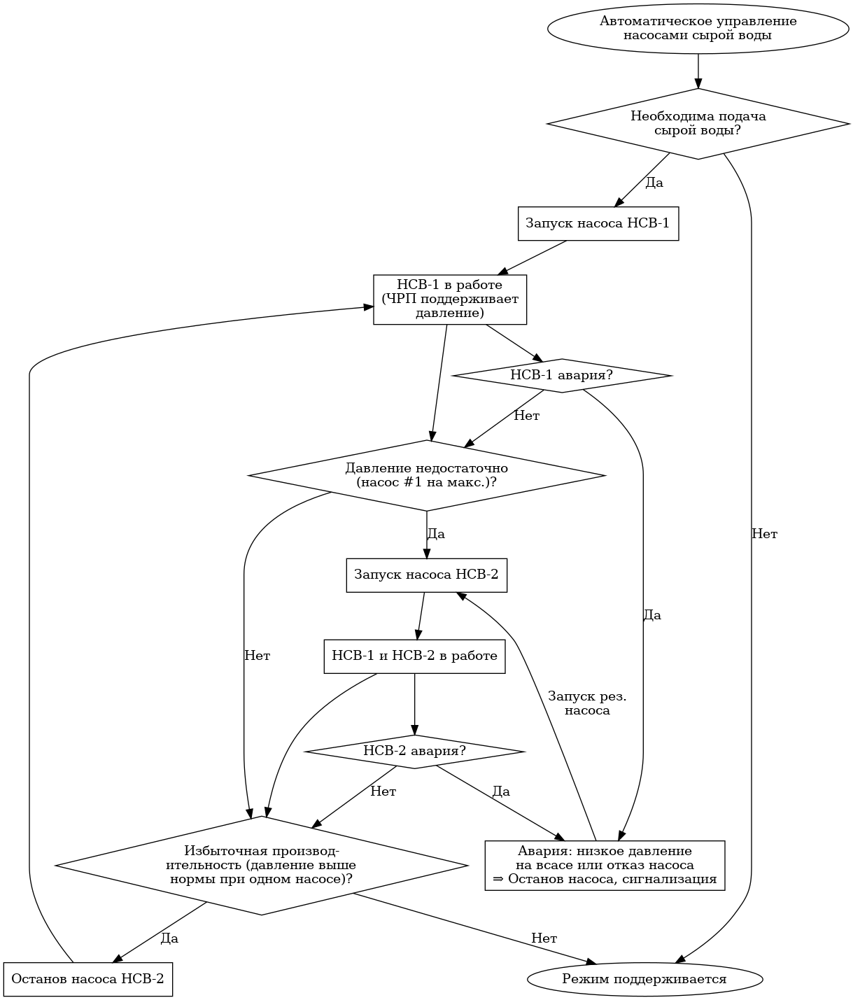 Автоматическое управление
насосами сырой воды
Необходима подача
сырой воды?
Да
Запуск насоса НСВ-1
НСВ-1 в работе
(ЧРП поддерживает
давление)
НСВ-1 авария?
Нет
Давление недостаточно
(насос #1 на макс.)?
Да
Нет
Запуск насоса НСВ-2
Да
Нет
НСВ-1 и НСВ-2 в работе
Запуск рез.
насоса
НСВ-2 авария?
Нет
Да
Избыточная производ-
ительность (давление выше
нормы при одном насосе)?
Авария: низкое давление
на всасе или отказ насоса
⇒ Останов насоса, сигнализация
Да
Нет
Останов насоса НСВ-2
Режим поддерживается